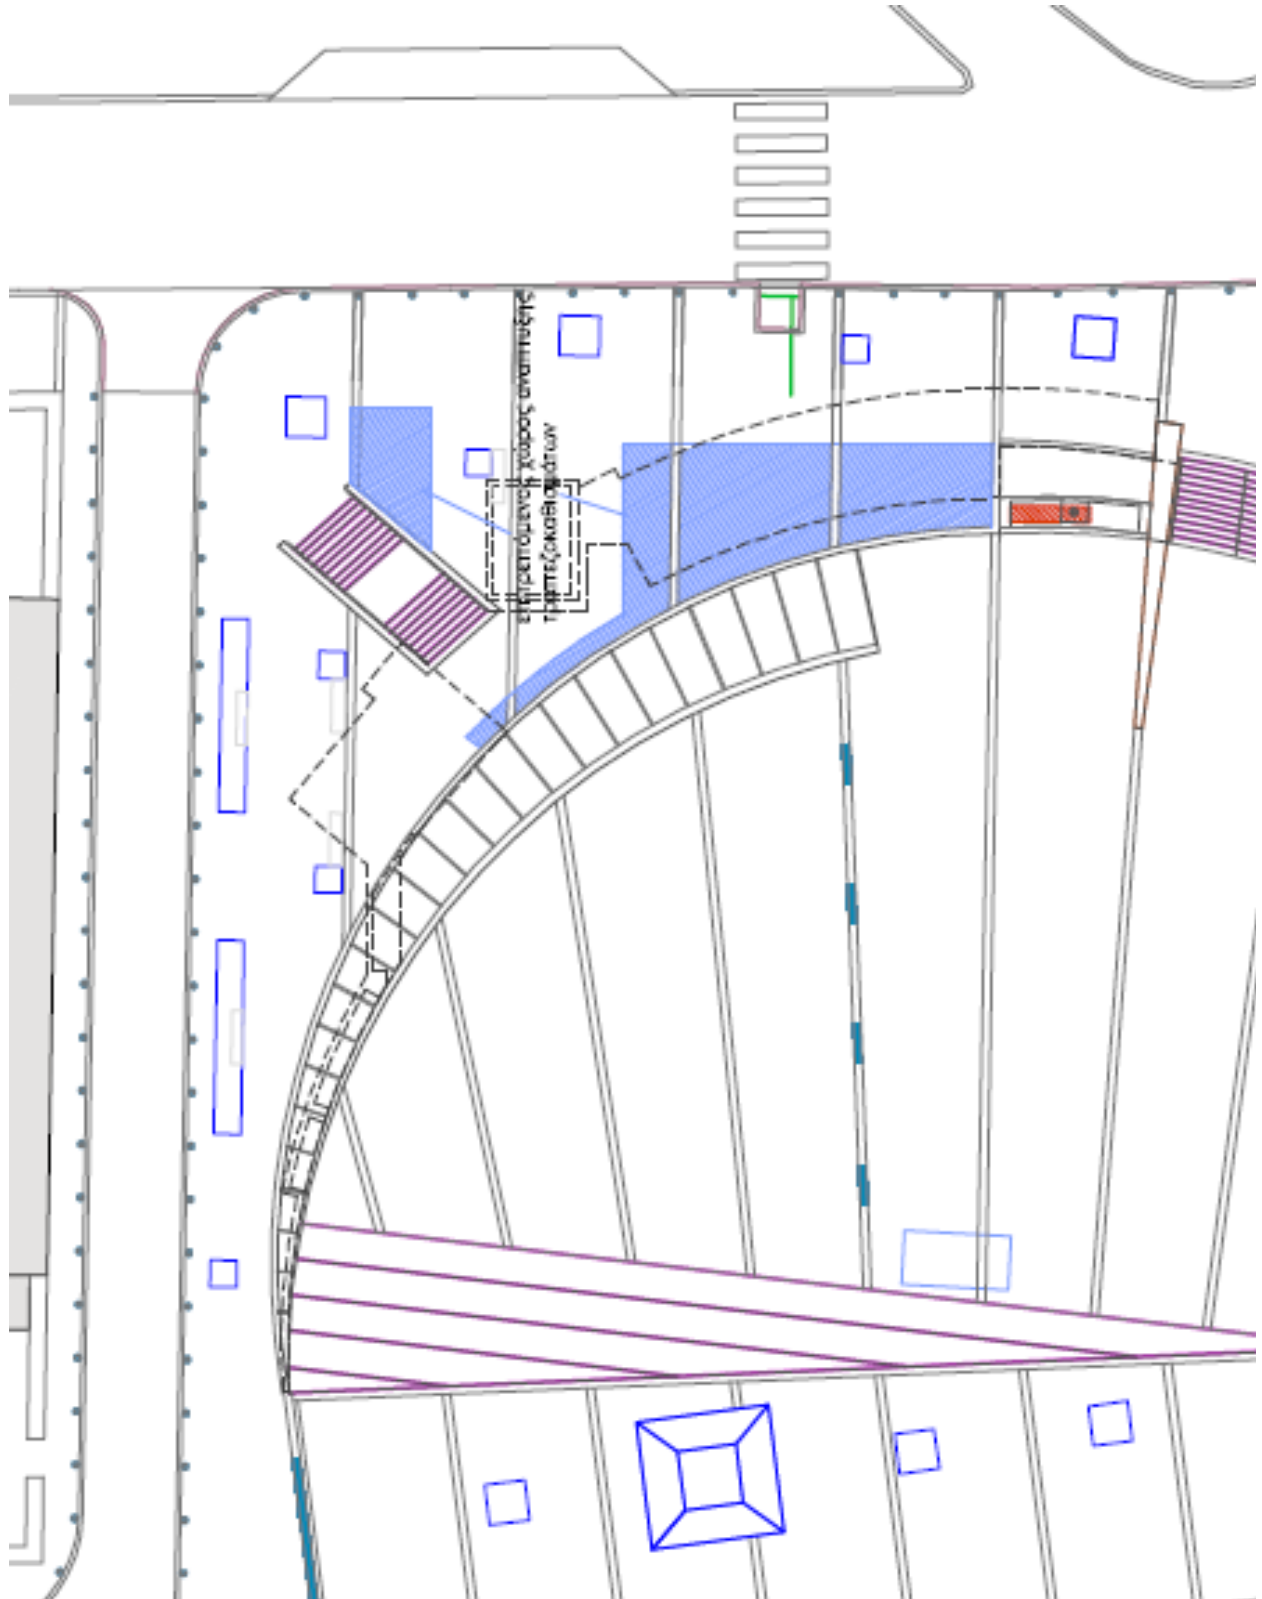 επιτρεπόμενος χώρος ανάπτυξης
τραπεζοκαθισμάτων